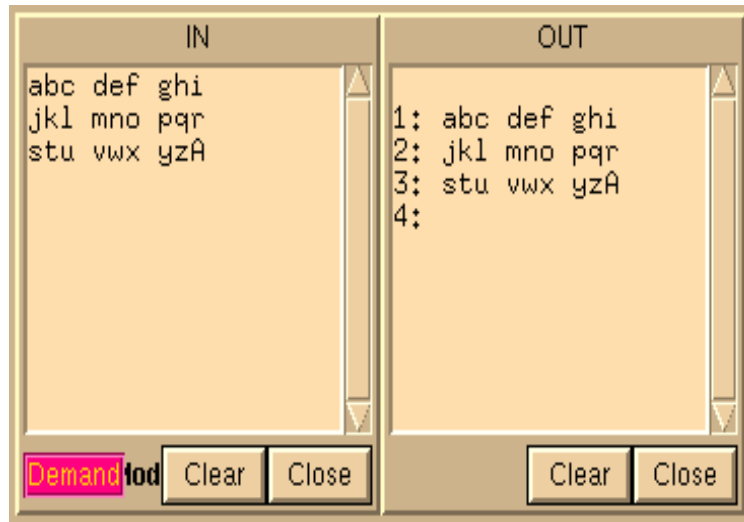 IN
abc def ghi
jkl mno pqr
stu vwx yzA
Demand Clear Close
OUT
1: abc def ghi
2: jkl mno pqr
3: stu vwx yzA
4:
Clear Close